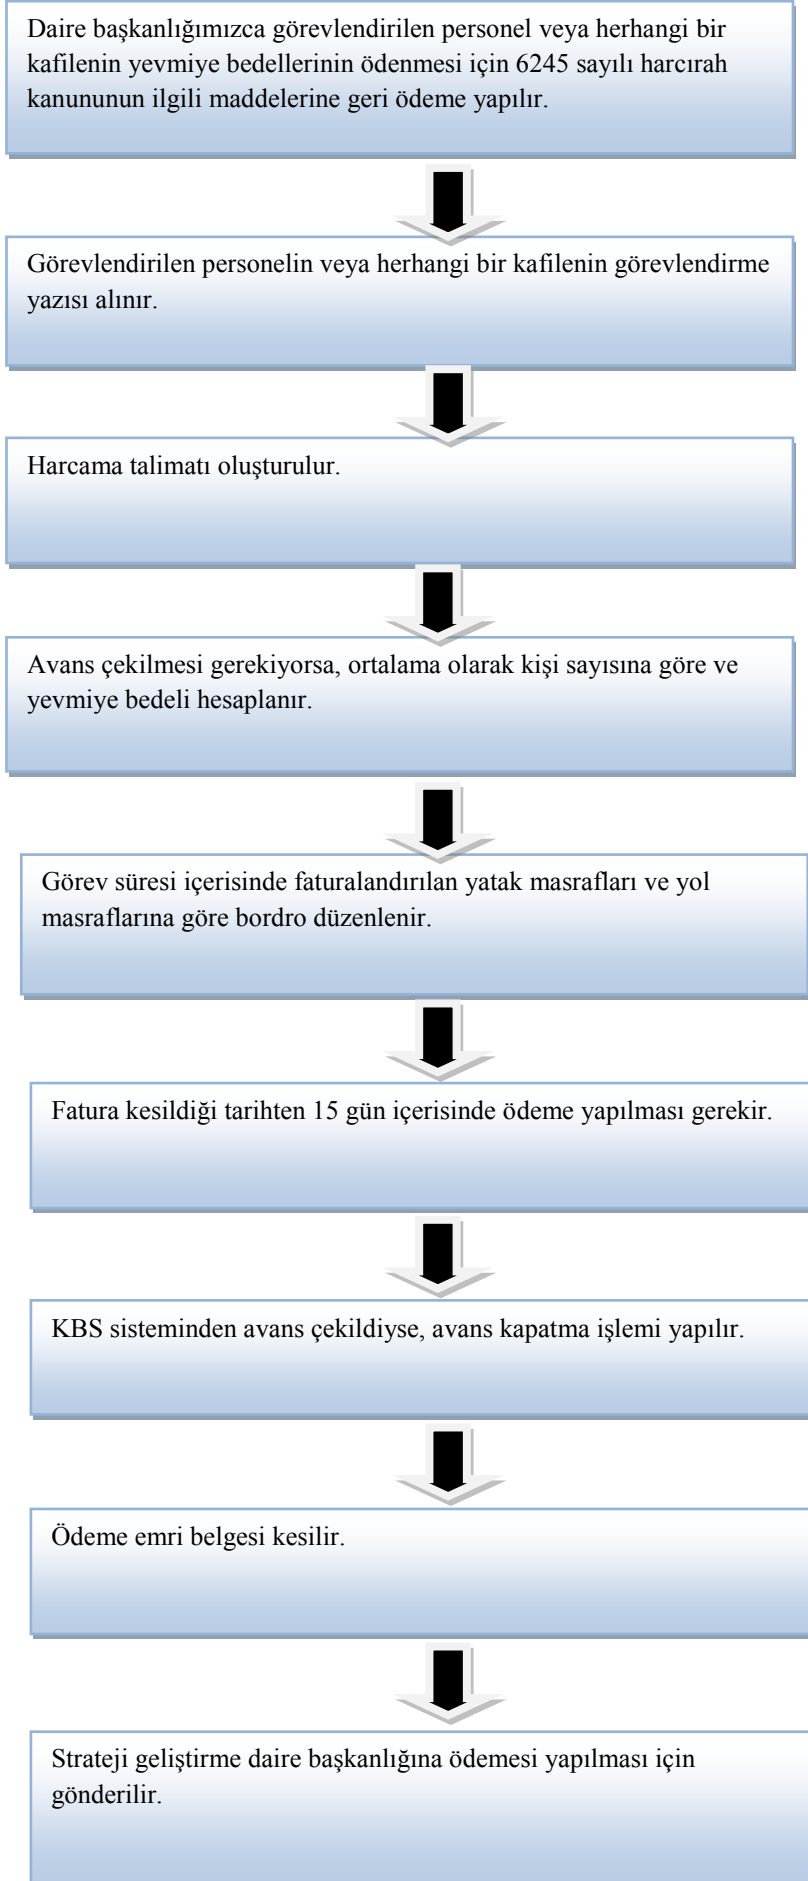 Daire başkanlığımızca görevlendirilen personel veya herhangi bir
kafilenin yevmiye bedellerinin ödenmesi için 6245 sayılı harcırah
kanununun ilgili maddelerine geri ödeme yapılır.
Görevlendirilen personelin veya herhangi bir kafilenin görevlendirme
yazısı alınır.
Harcama talimatı oluşturulur.
Avans çekilmesi gerekiyorsa, ortalama olarak kişi sayısına göre ve
yevmiye bedeli hesaplanır.
Görev süresi içerisinde faturalandırılan yatak masrafları ve yol
masraflarına göre bordro düzenlenir.
Fatura kesildiği tarihten 15 gün içerisinde ödeme yapılması gerekir.
KBS sisteminden avans çekildiyse, avans kapatma işlemi yapılır.
Ödeme emri belgesi kesilir.
Strateji geliştirme daire başkanlığına ödemesi yapılması için
gönderilir.